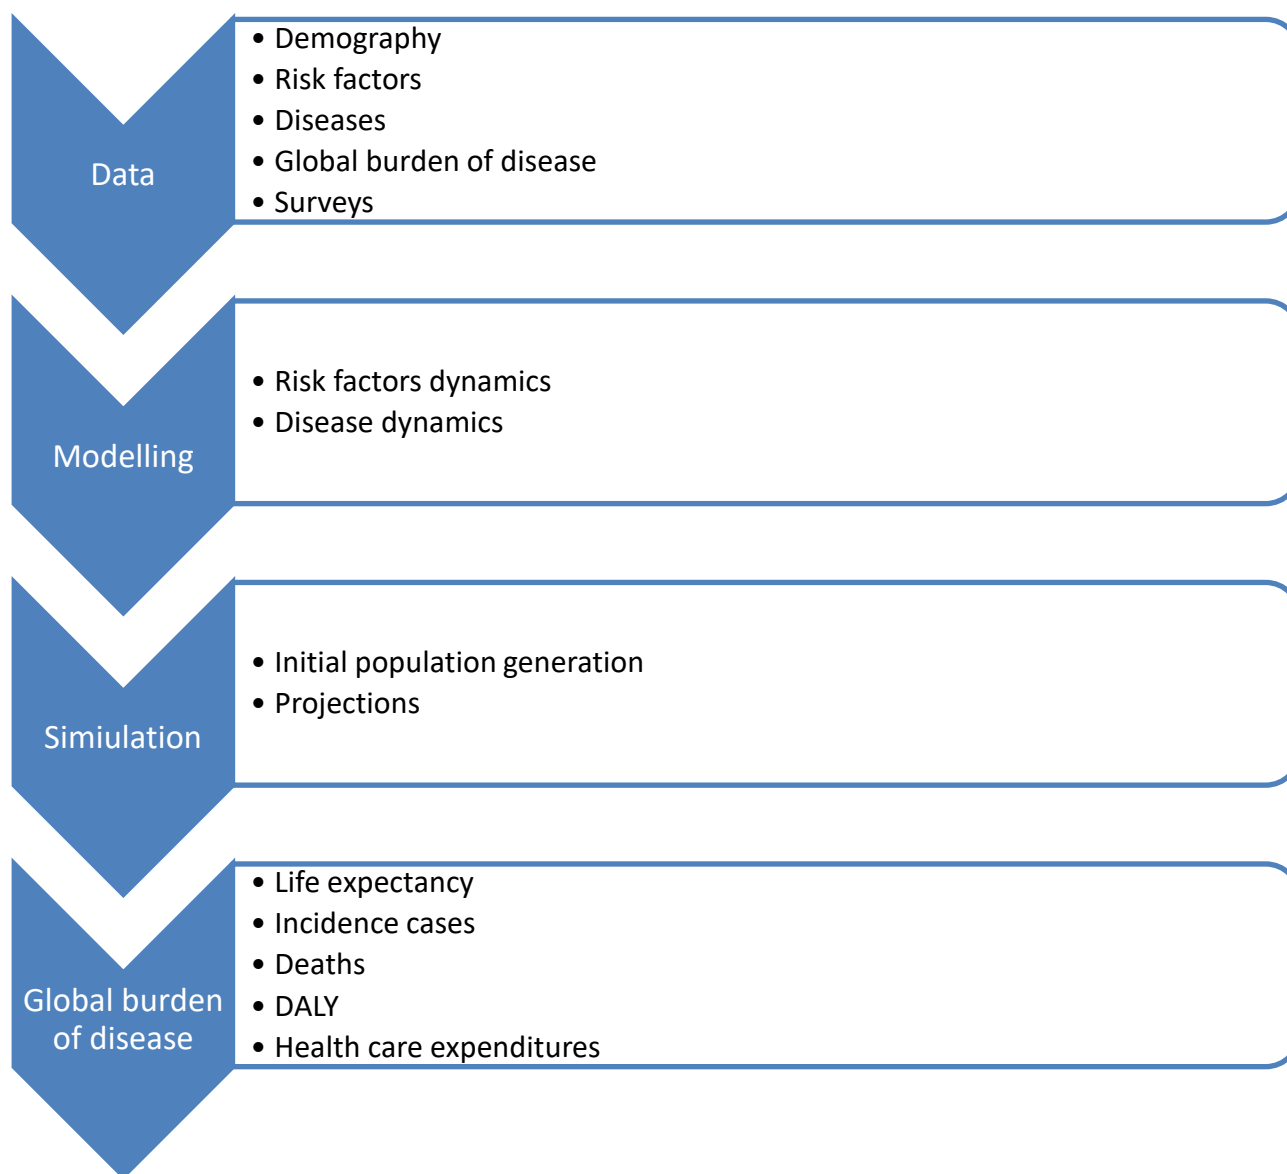 Data
• Demography
• Risk factors
• Diseases
• Global burden of disease
• Surveys
Modelling
• Risk factors dynamics
• Disease dynamics
Simiulation
• Initial population generation
• Projections
Global burden
of disease
• Life expectancy
• Incidence cases
• Deaths
• DALY
• Health care expenditures